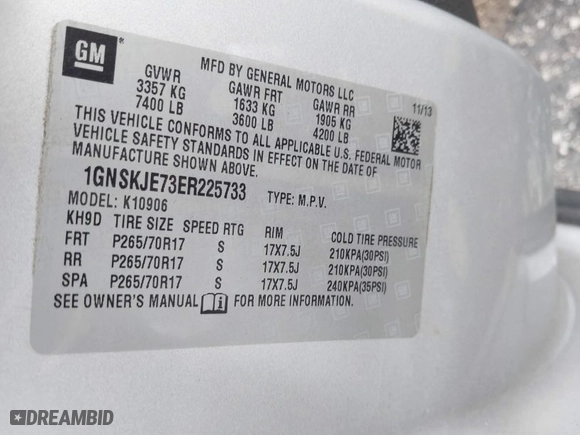 GM
MFD BY GENERAL MOTORS LLC
GVWR GAWR FRT GAWR RR 11/13
3357 KG 1633 KG 1905 KG
7400 LB 3600 LB 4200 LB
THIS VEHICLE CONFORMS TO ALL APPLICABLE U.S. FEDERAL MOTOR
VEHICLE SAFETY STANDARDS IN EFFECT ON THE DATE OF
MANUFACTURE SHOWN ABOVE.
1GNSKJE73ER225733 TYPE: M.P.V.
MODEL: K10906
KH9D TIRE SIZE SPEED RTG RIM COLD TIRE PRESSURE
FRT P265/70R17 S 17X7.5J 210KPA(30PSI)
RR P265/70R17 S 17X7.5J 210KPA(30PSI)
SPA P265/70R17 S 17X7.5J 240KPA(35PSI)
SEE OWNER'S MANUAL FOR MORE INFORMATION.
DREAMBID